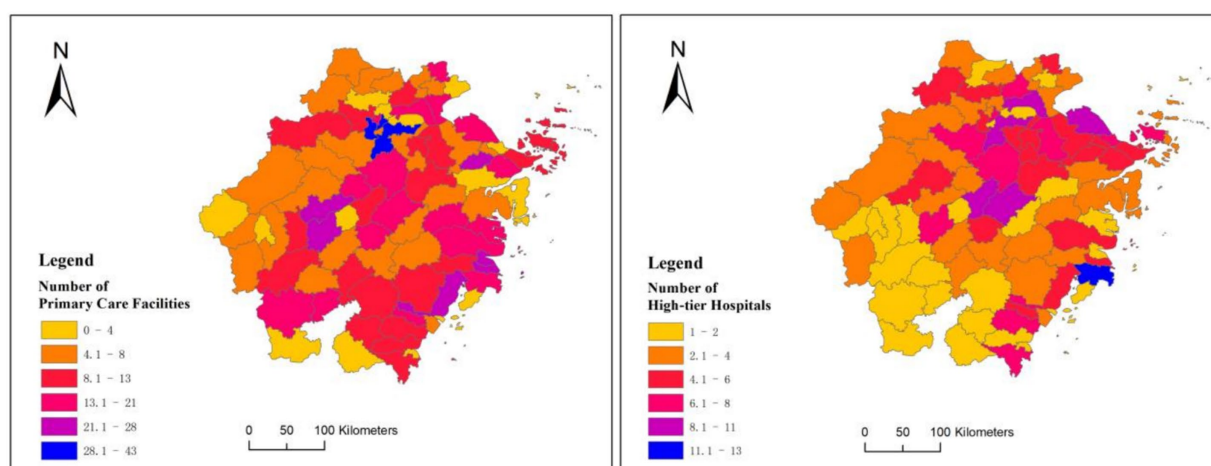 N
Legend
Number of
Primary Care Facilities
0 - 4
4.1 - 8
8.1 - 13
13.1 - 21
21.1 - 28
28.1 - 43
0 50 100 Kilometers
N
Legend
Number of
High-tier Hospitals
1 - 2
2.1 - 4
4.1 - 6
6.1 - 8
8.1 - 11
11.1 - 13
0 50 100 Kilometers